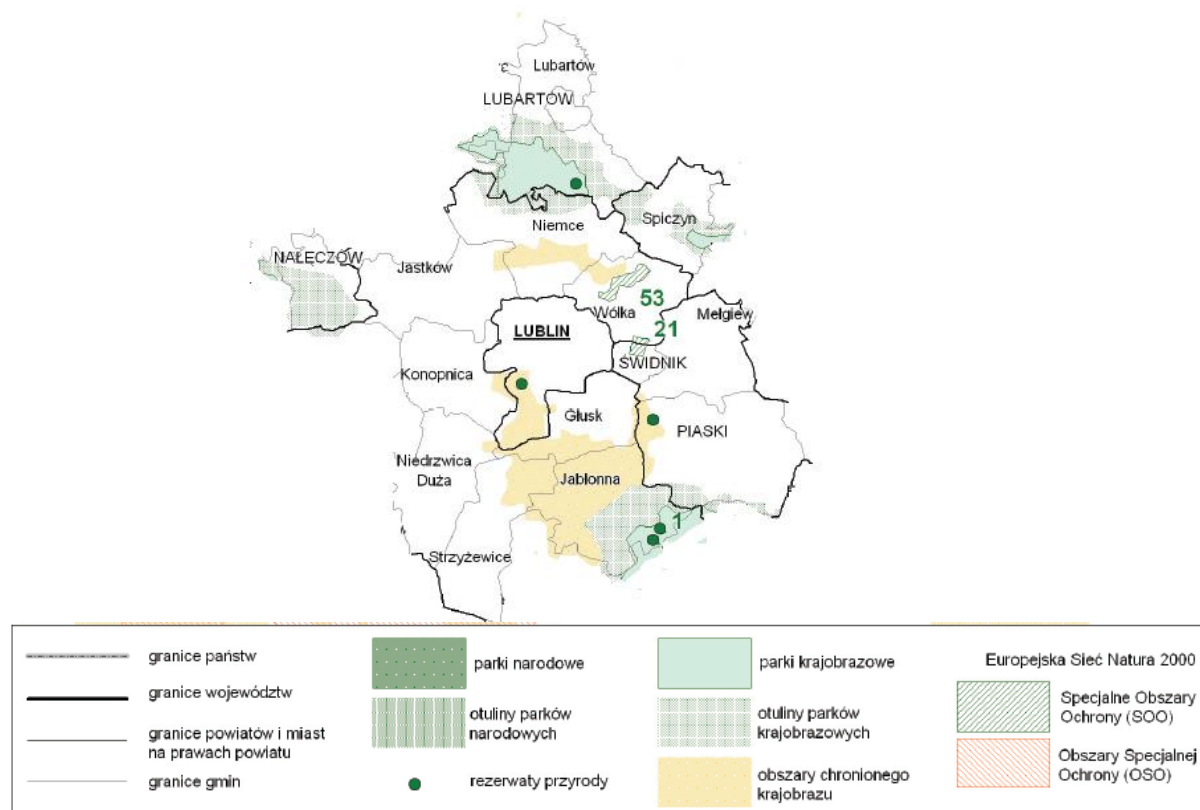 Lubartów
LUBARTÓW
Spiczyn
Niemce
NAŁĘCZÓW
Jastków
53
Wólka
Mełgiew
21
LUBLIN
ŚWIDNIK
Konopnica
Głusk
PIASKI
Niedrzwica
Duża
Jabłonna
1
Strzyżewice
granice państw
granice województw
granice powiatów i miast
na prawach powiatu
granice gmin
parki narodowe
otuliny parków
narodowych
rezerwaty przyrody
parki krajobrazowe
otuliny parków
krajobrazowych
obszary chronionego
krajobrazu
Europejska Sieć Natura 2000
Specjalne Obszary
Ochrony (SOO)
Obszary Specjalnej
Ochrony (OSO)